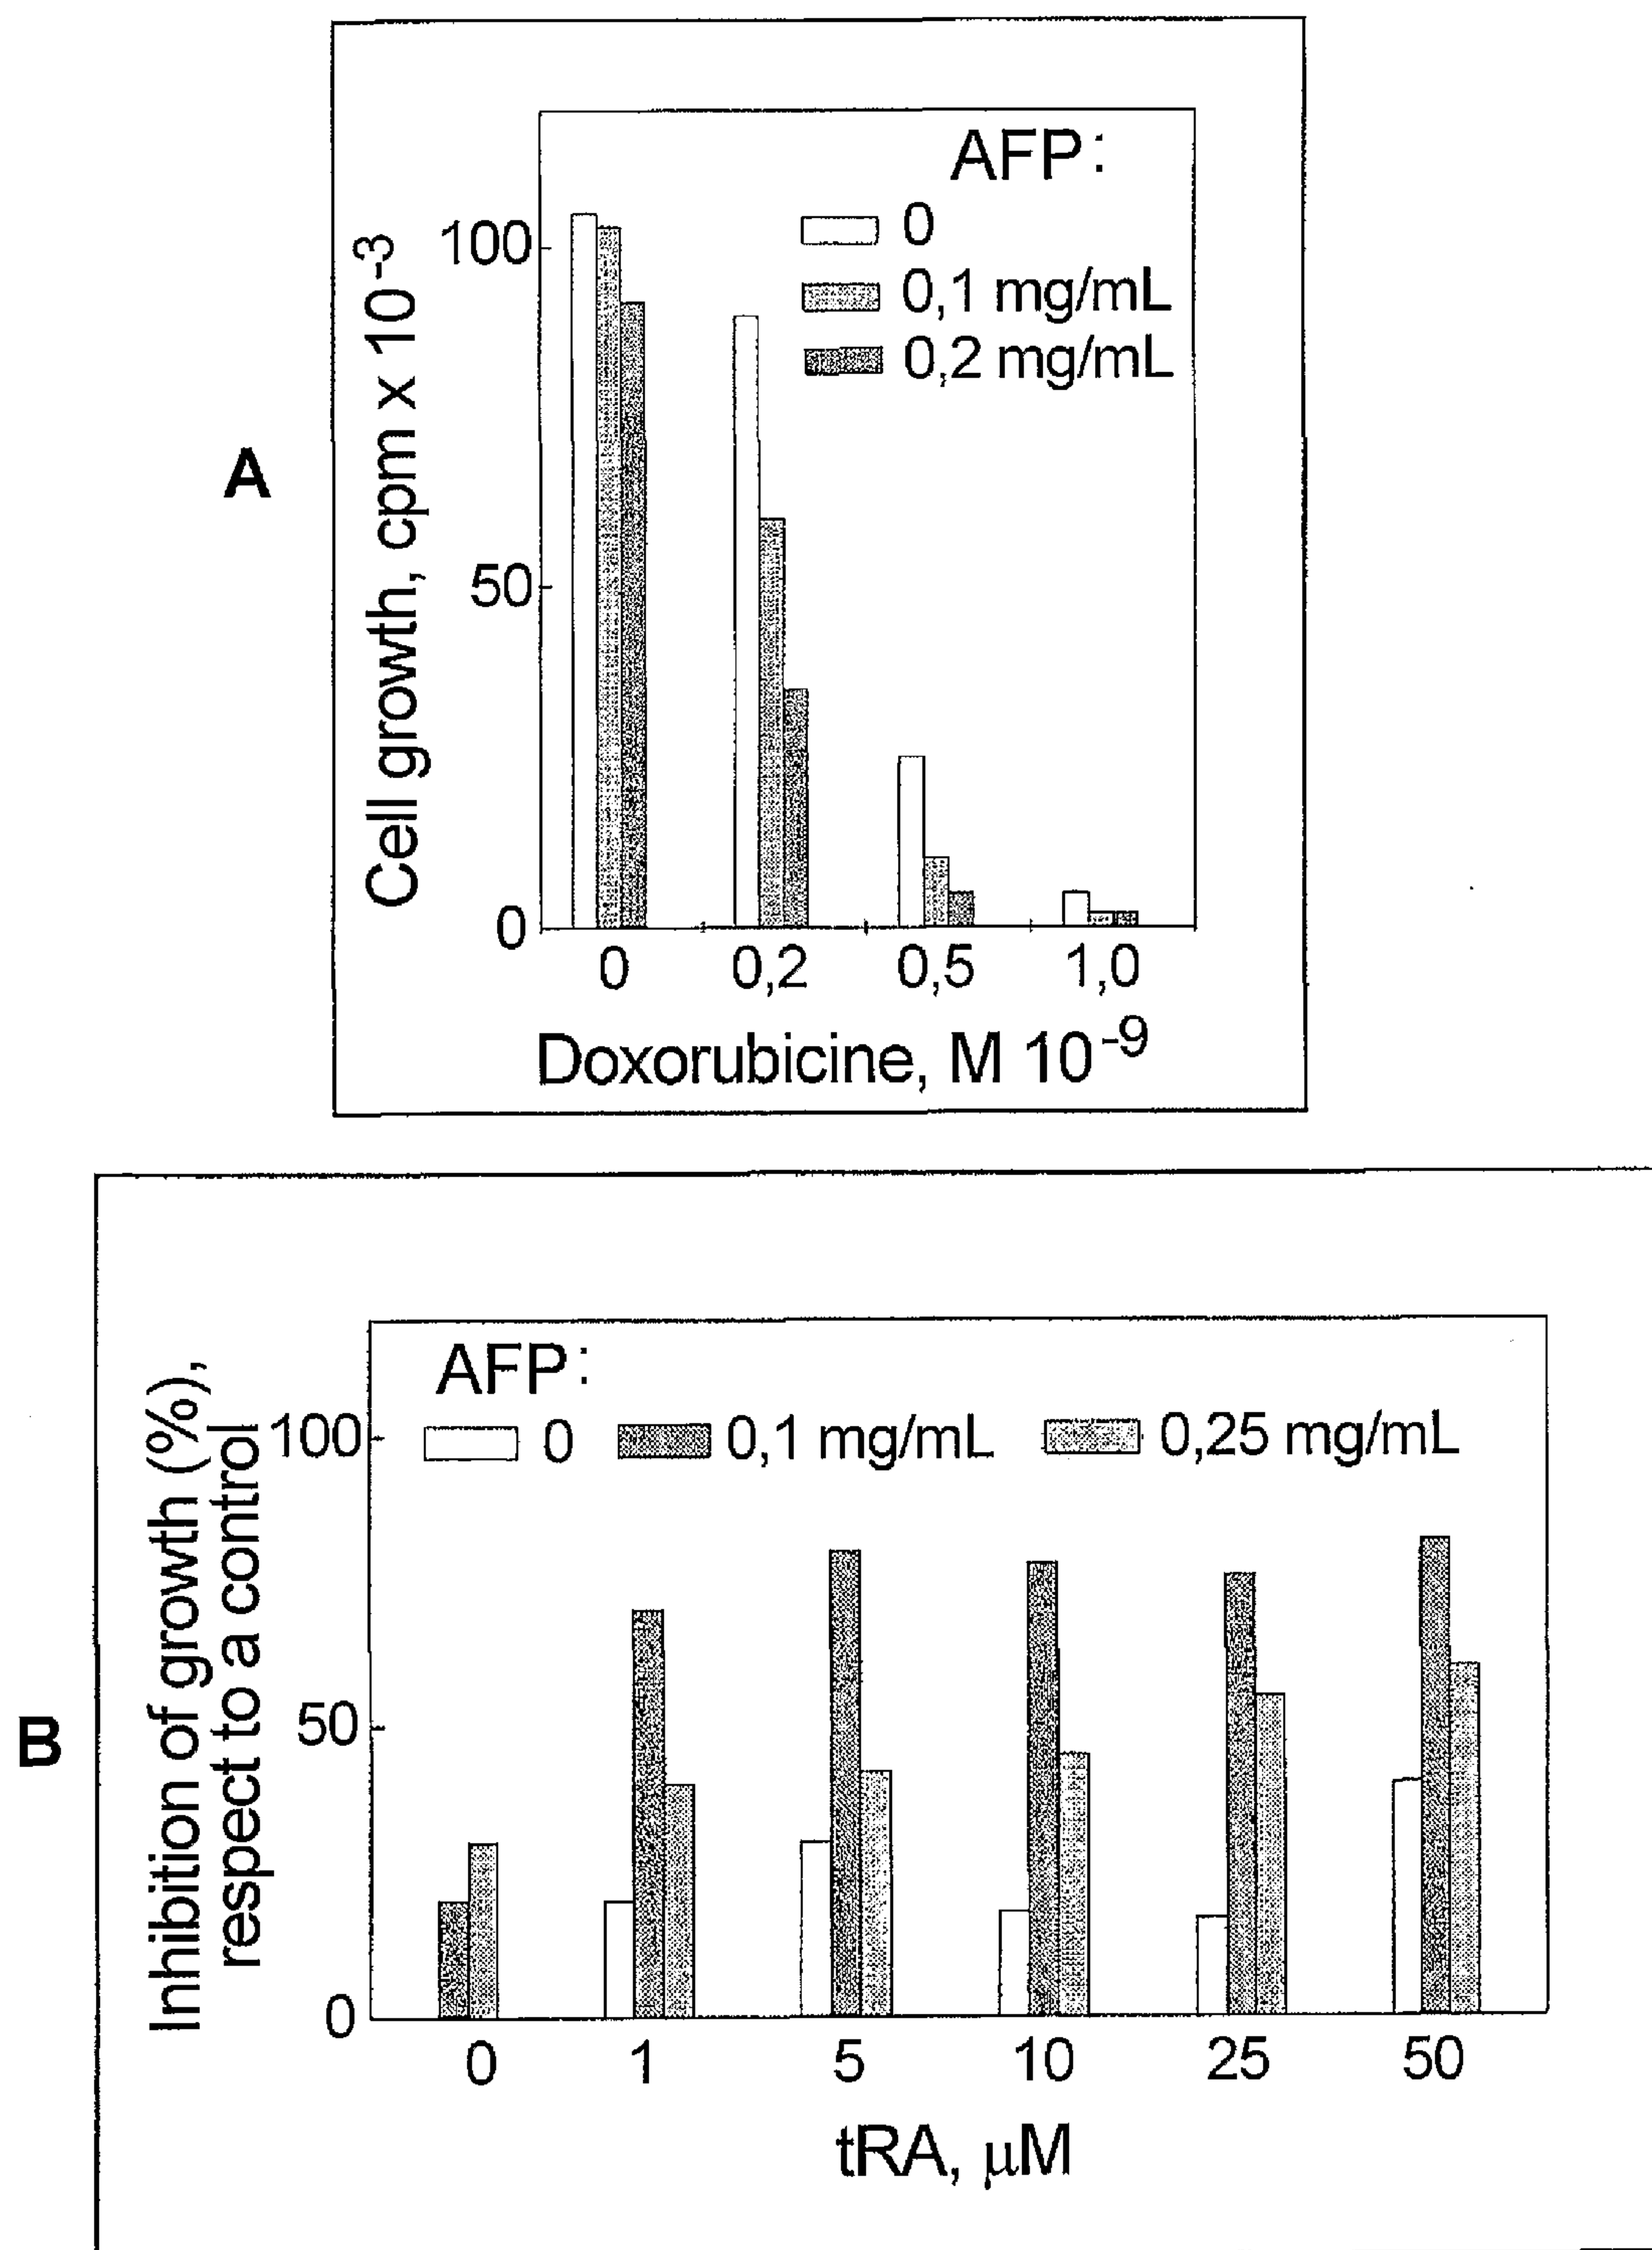 A
Cell growth, cpm x 10-3
100
50
0
AFP:
0
0,1 mg/mL
0,2 mg/mL
0 0,2 0,5 1,0
Doxorubicine, M 10-9
B
Inhibition of growth (%),
respect to a control
100
50
0
AFP:
0 0,1 mg/mL 0,25 mg/mL
0 1 5 10 25 50
tRA, μM